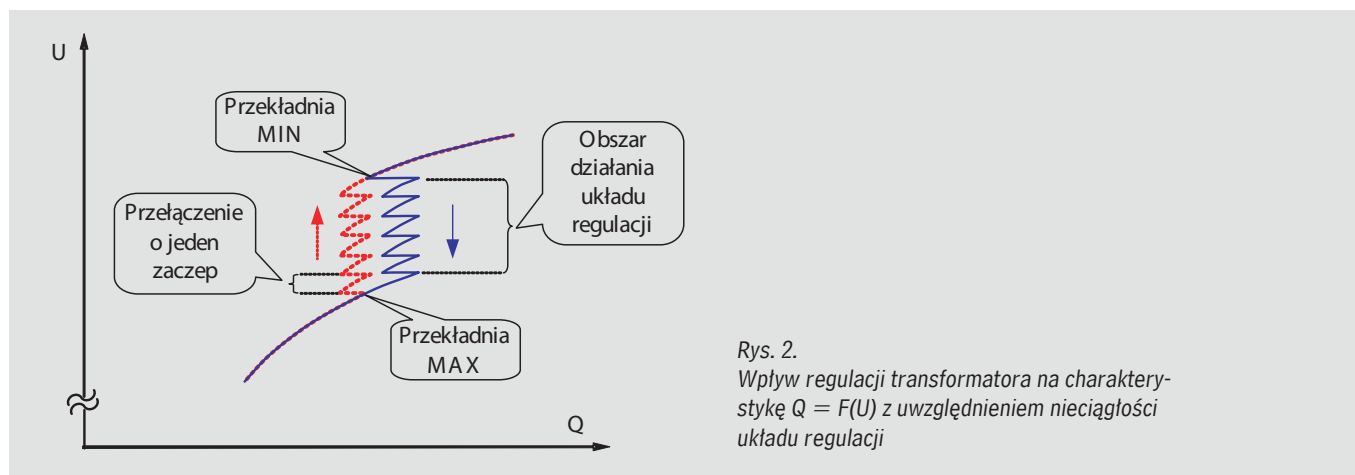 U
Przekładnia
MIN
Obszar
działania
układu
regulacji
Przełączenie
o jeden
zaczep
Przekładnia
MAX
Q
Rys. 2.
Wpływ regulacji transformatora na charaktery-
stykę Q = F(U) z uwzględnieniem nieciągłości
układu regulacji